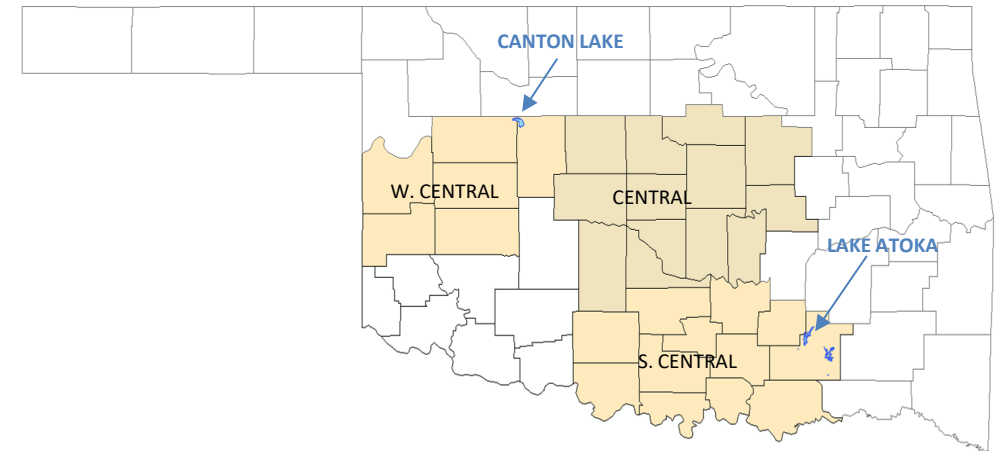 CANTON LAKE
W. CENTRAL
CENTRAL
LAKE ATOKA
S. CENTRAL